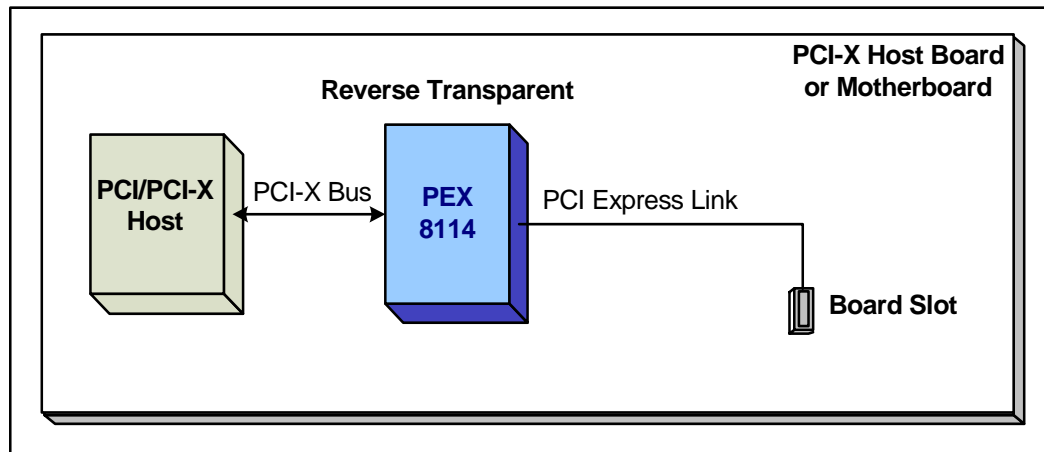 PCI-X Host Board
or Motherboard
Reverse Transparent
PCI/PCI-X
Host
PCI-X Bus
PEX
8114
PCI Express Link
Board Slot